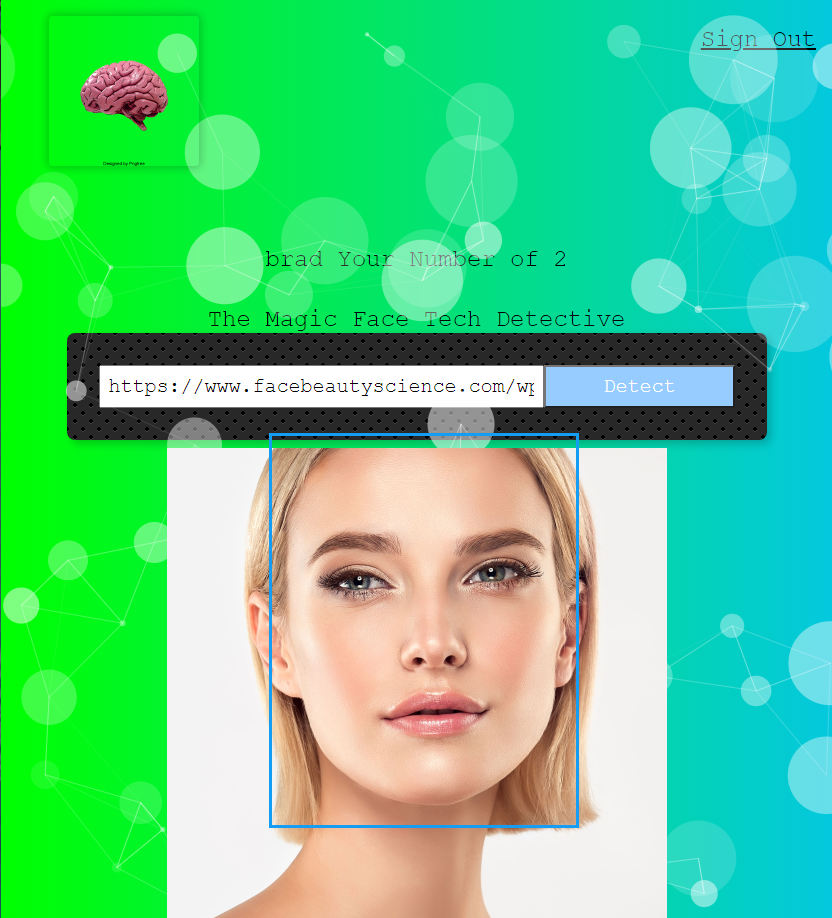 Sign Out
Designed by Pngtree
brad Your Number of 2
The Magic Face Tech Detective
https://www.facebeautyscience.com/wp
Detect